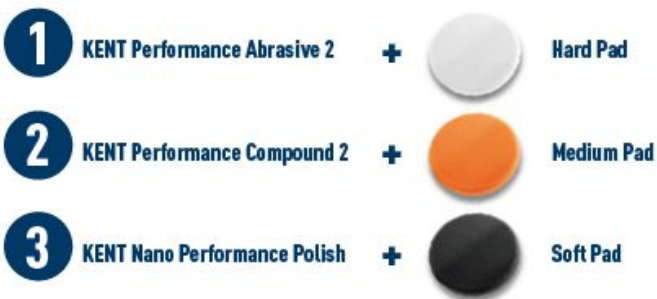 1 KENT Performance Abrasive 2 + Hard Pad
2 KENT Performance Compound 2 + Medium Pad
3 KENT Nano Performance Polish + Soft Pad